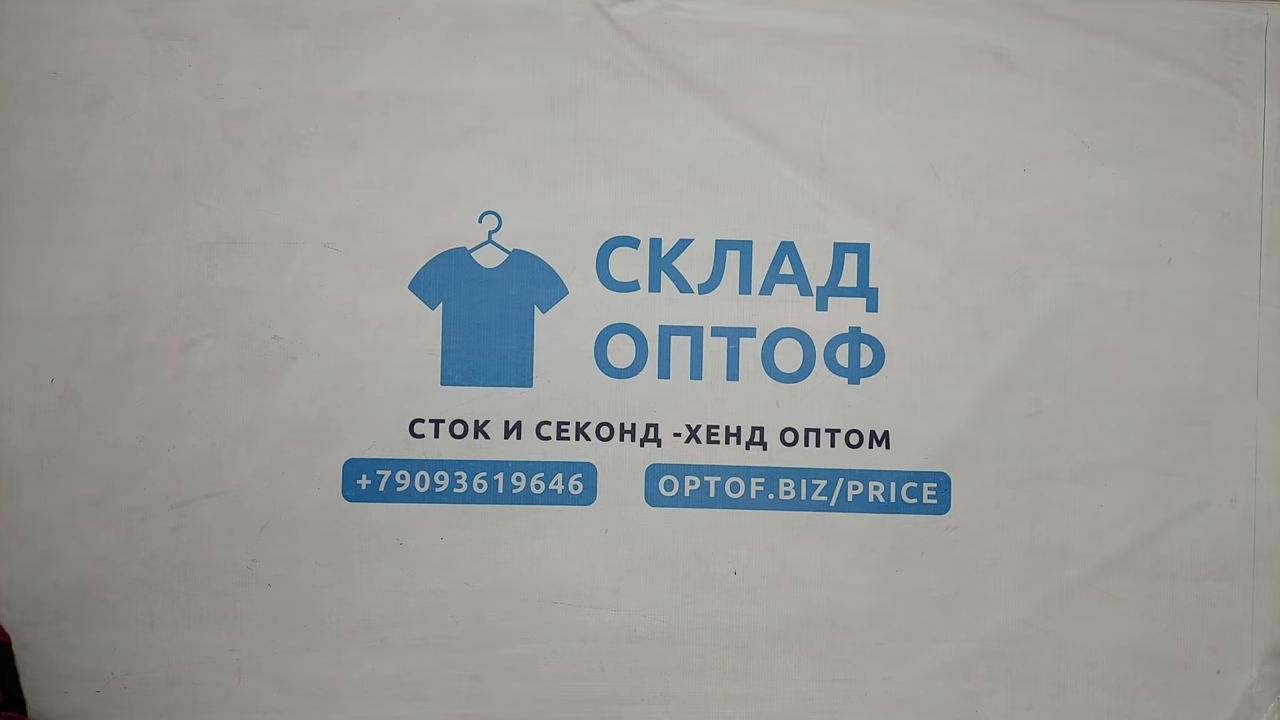 СКЛАД
ОПТОФ
СТОК И СЕКОНД -ХЕНД ОПТОМ
+79093619646
OPTOF.BIZ/PRICE